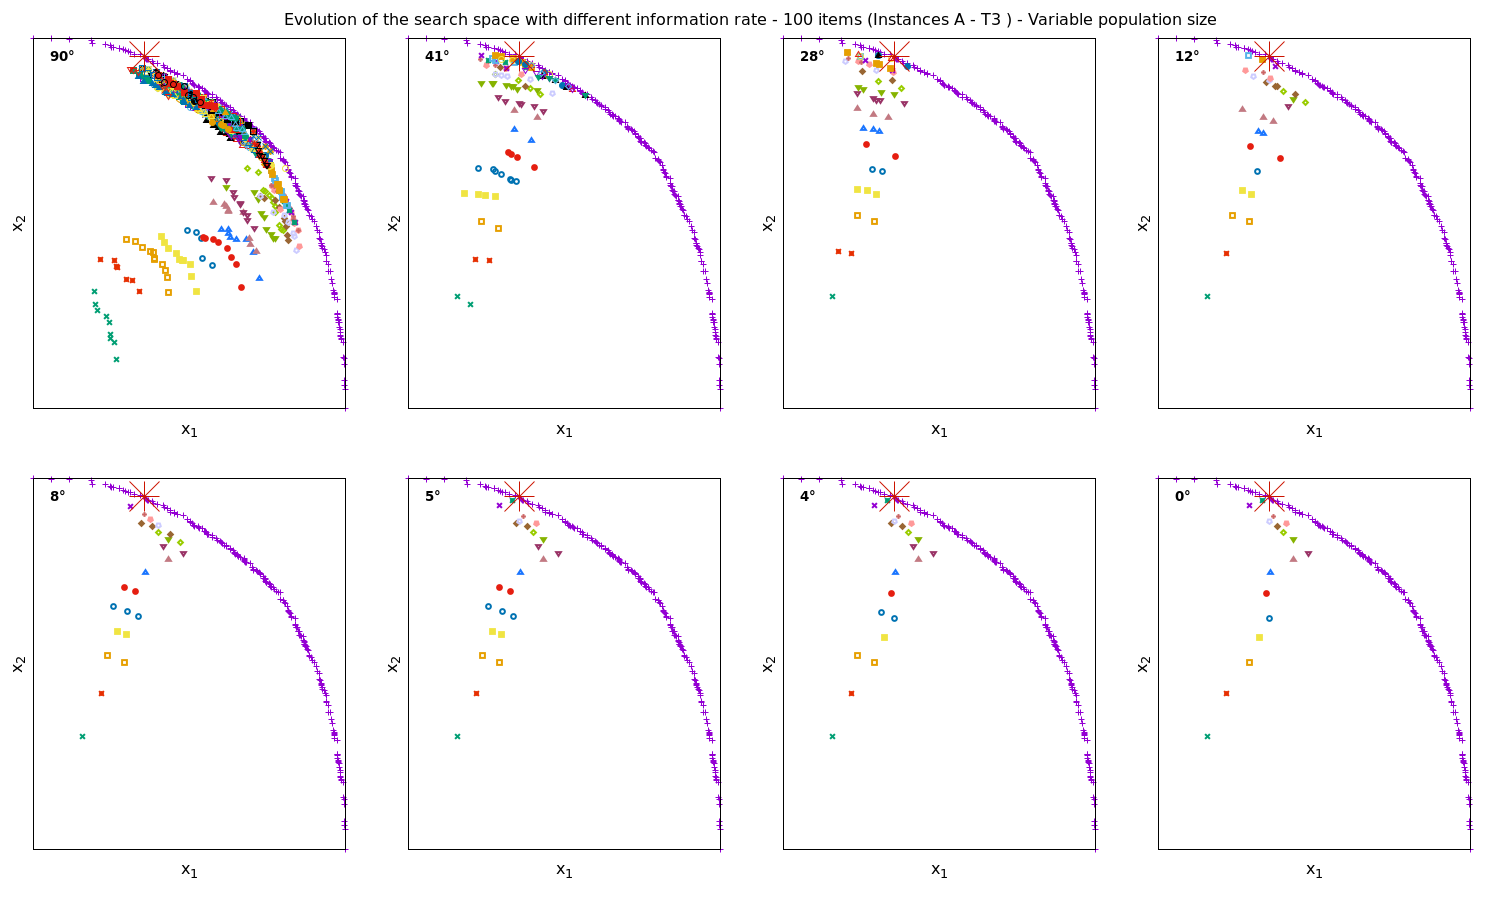 Evolution of the search space with different information rate - 100 items (Instances A - T3 ) - Variable population size
90°
41°
28°
12°
x₂
x₂
x₂
x₂
x₁
x₁
x₁
x₁
8°
5°
4°
0°
x₂
x₂
x₂
x₂
x₁
x₁
x₁
x₁